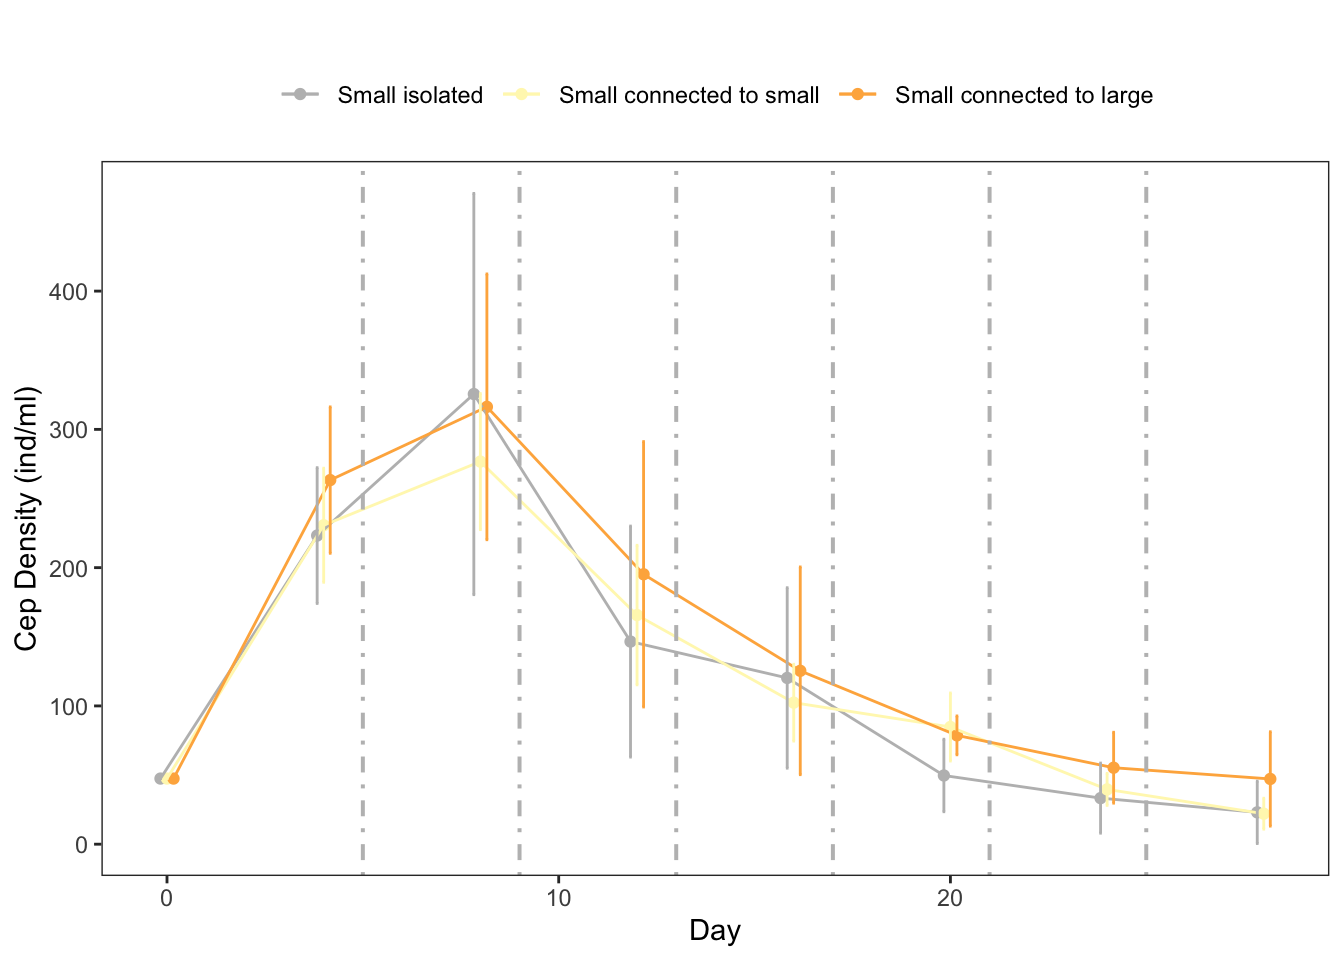 Small isolated Small connected to small Small connected to large
Cep Density (ind/ml)
400
300
200
100
0
0 10 20
Day